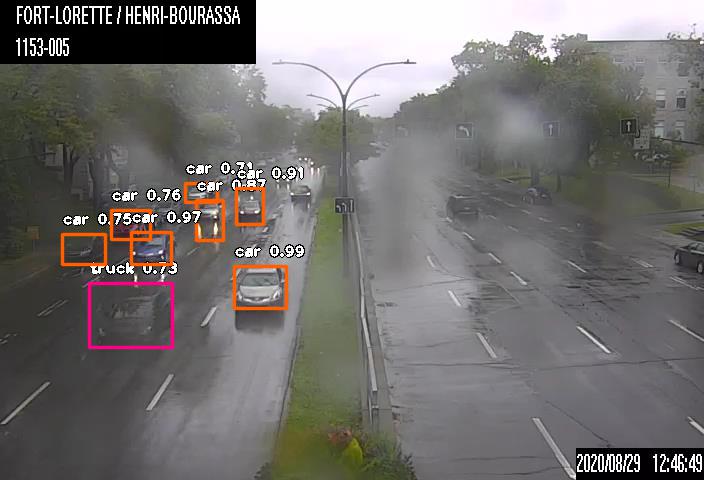 FORT-LORETTE / HENRI-BOURASSA
1153-005
car 0.71
car 0.91
car 0.87
car 0.76
car 0.75
car 0.97
truck 0.73
car 0.99
2020/08/29 12:46:49